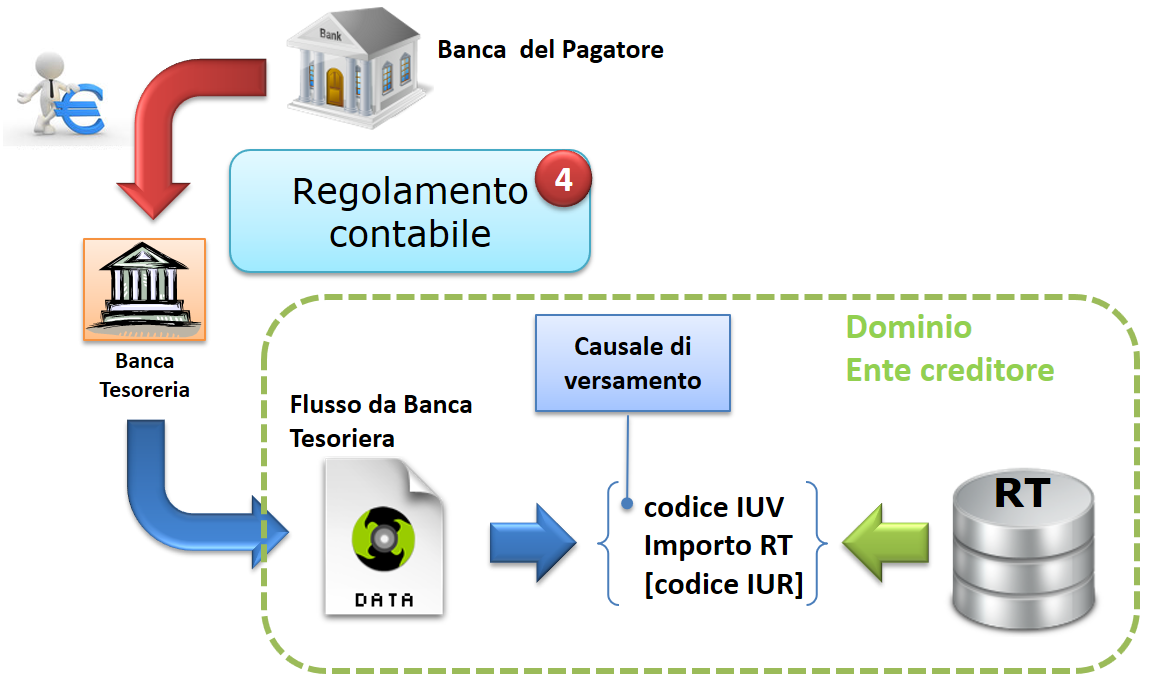 Bank
Banca del Pagatore
4
Regolamento
contabile
Banca
Tesoreria
Dominio
Ente creditore
Causale di
versamento
Flusso da Banca
Tesoriera
DATA
codice IUV
Importo RT
[codice IUR]
RT